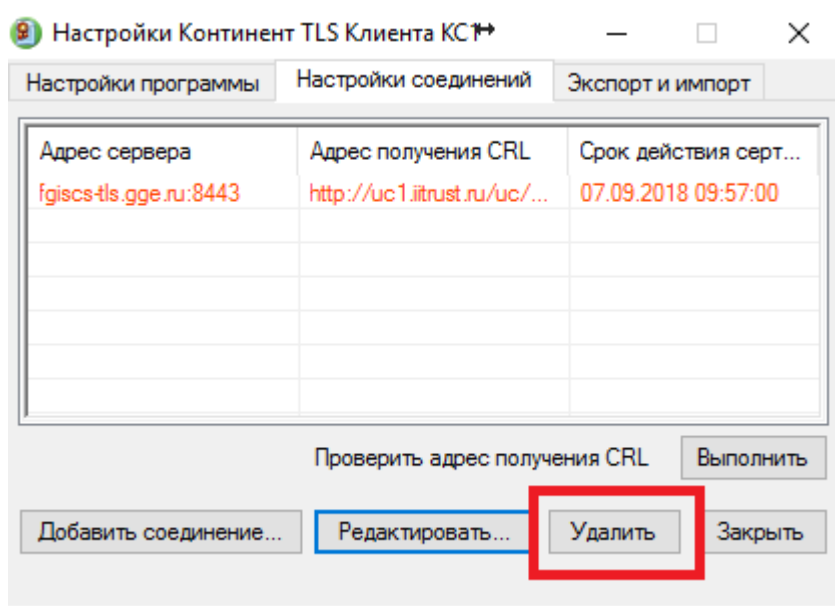 Настройки Континент TLS Клиента КС1
Настройки программы Настройки соединений Экспорт и импорт
Адрес сервера Адрес получения CRL Срок действия серт...
fgiscs-tls.gge.ru:8443 http://uc1.iitrust.ru/uc/... 07.09.2018 09:57:00
Проверить адрес получения CRL Выполнить
Добавить соединение... Редактировать... Удалить Закрыть